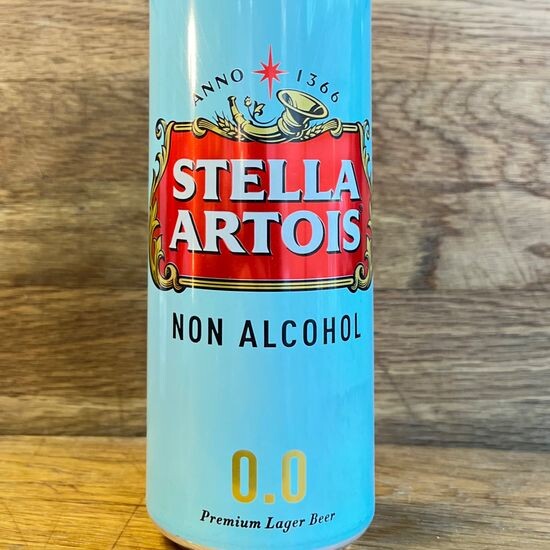 ANNO 1366
STELLA
ARTOIS
NON ALCOHOL
0.0
Premium Lager Beer